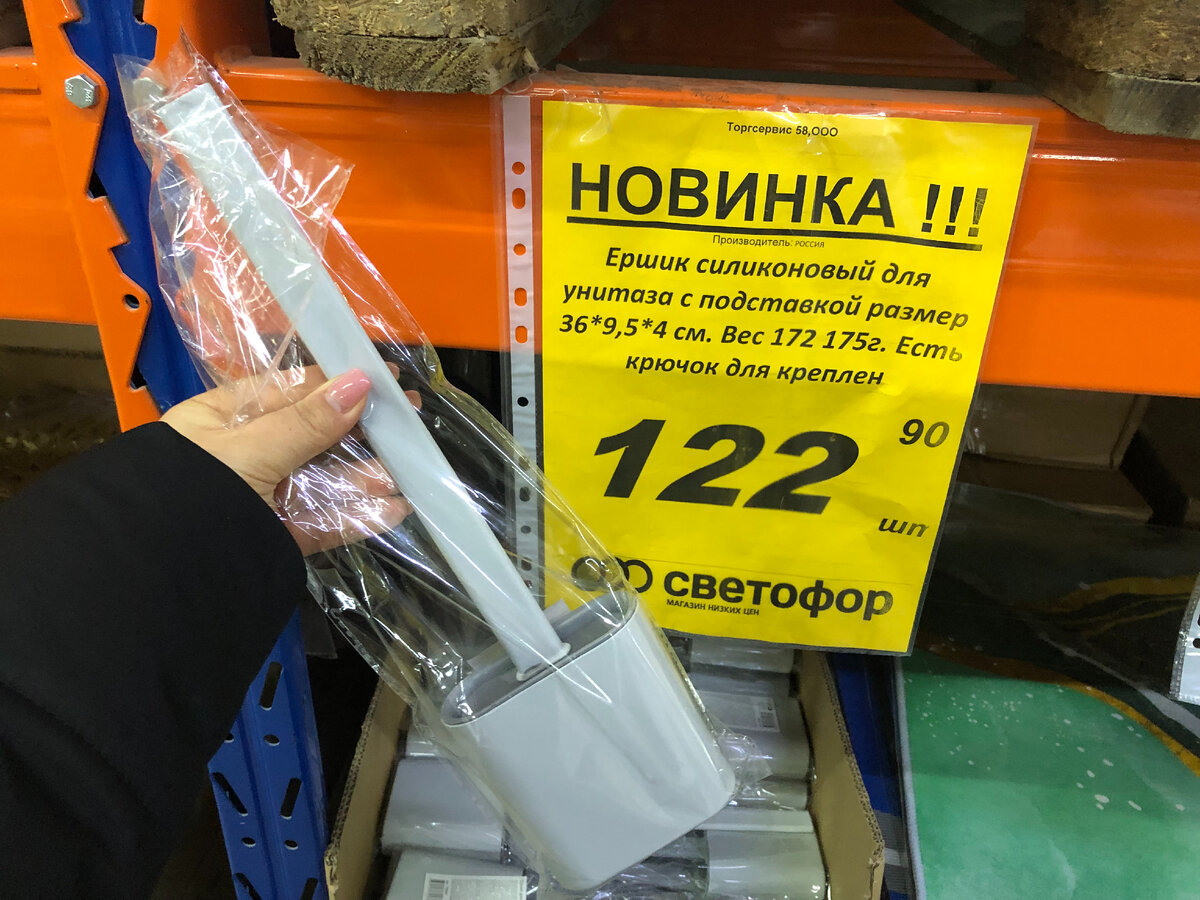 Торгсервис 58,ООО
НОВИНКА !!!
Производитель: РОССИЯ
Ершик силиконовый для
унитаза с подставкой размер
36*9,5*4 см. Вес 172 175г. Есть
крючок для креплен
122 90
шт
светофор
МАГАЗИН НИЗКИХ ЦЕН